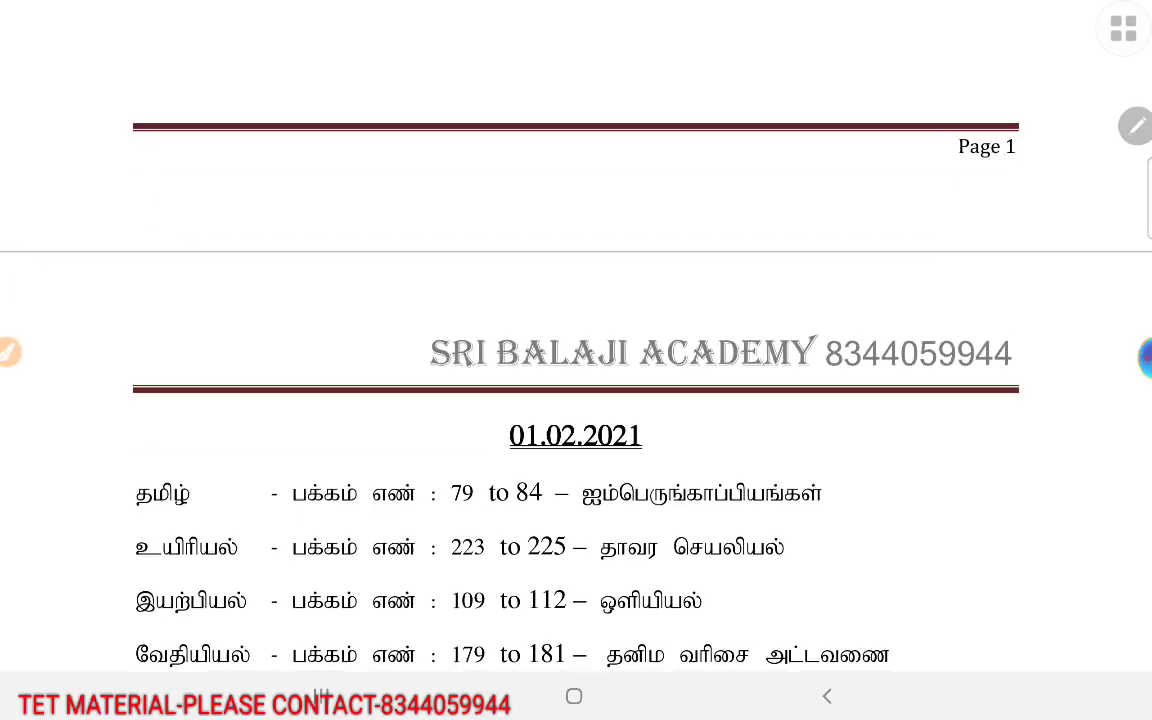 Page 1
SRI BALAJI ACADEMY 8344059944
01.02.2021
தமிழ் - பக்கம் எண் : 79 to 84 – ஐம்பெருங்காப்பியங்கள்
உயிரியல் - பக்கம் எண் : 223 to 225 – தாவர செயலியல்
இயற்பியல் - பக்கம் எண் : 109 to 112 – ஒளியியல்
வேதியியல் - பக்கம் எண் : 179 to 181 – தனிம வரிசை அட்டவணை
TET MATERIAL-PLEASE CONTACT-8344059944